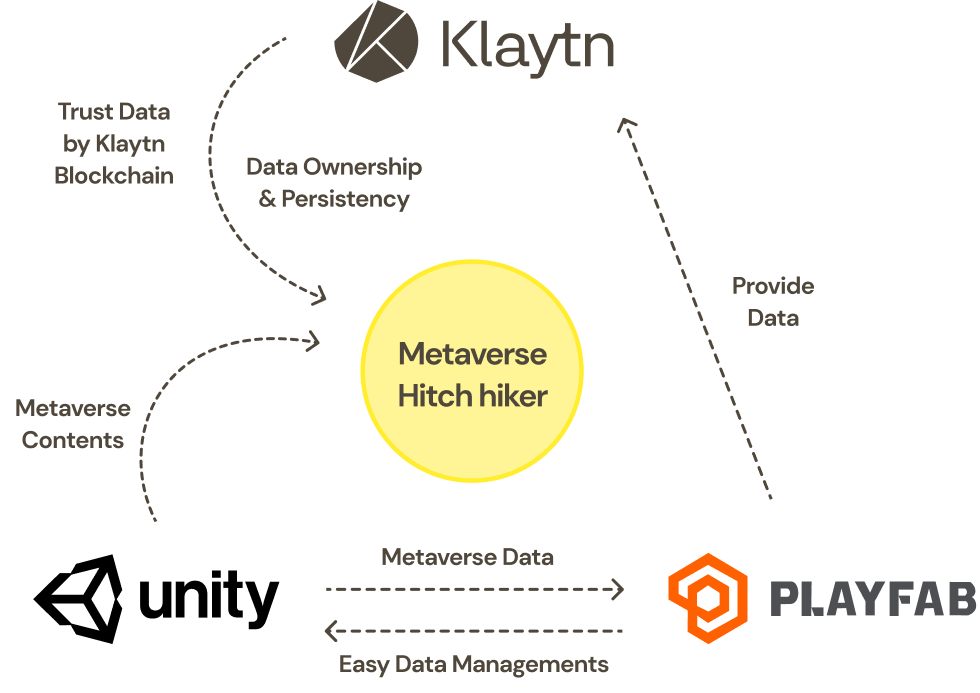 Klaytn
Trust Data
by Klaytn
Blockchain
Data Ownership
& Persistency
Provide
Data
Metaverse
Hitch hiker
Metaverse
Contents
unity
Metaverse Data
Easy Data Managements
PLAYFAB